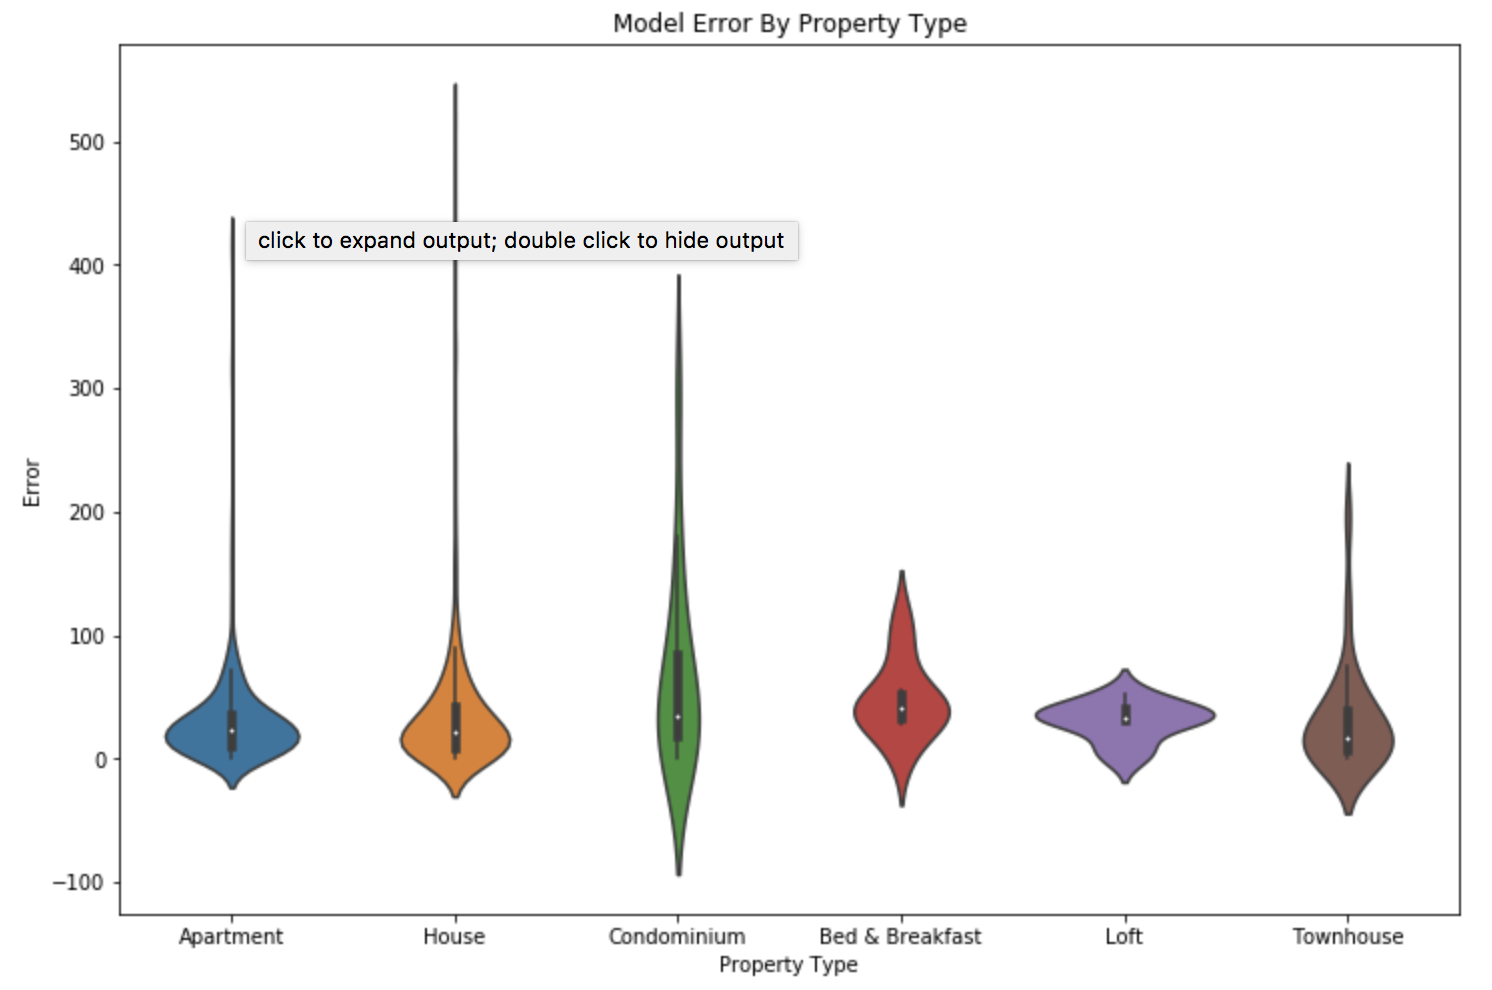 Model Error By Property Type
500
click to expand output; double click to hide output
400
300
Error
200
100
0
−100
Apartment House Condominium Bed & Breakfast Loft Townhouse
Property Type